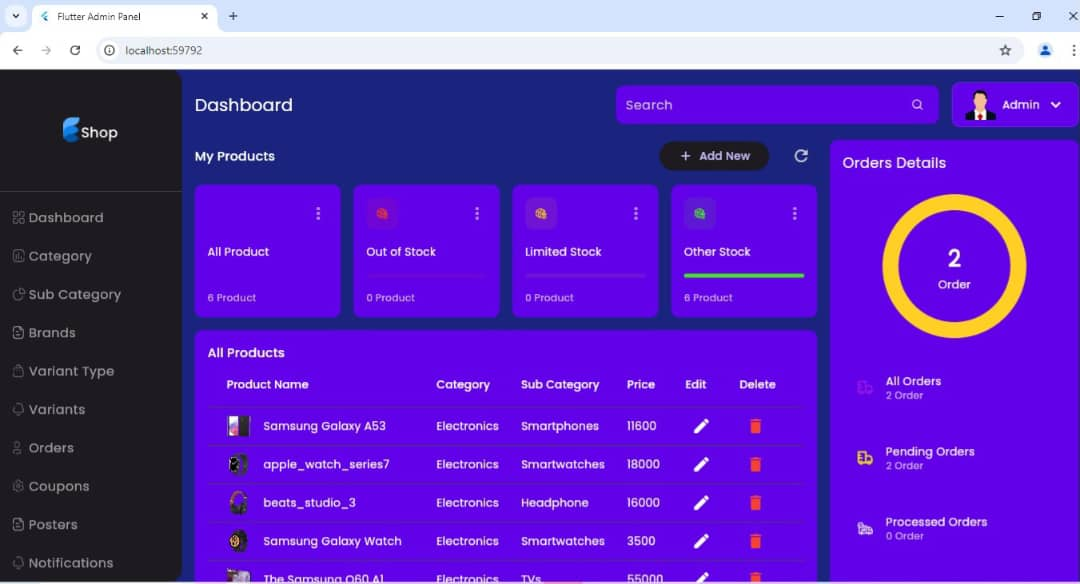 Flutter Admin Panel
localhost:59792
Shop
Dashboard
Category
Sub Category
Brands
Variant Type
Variants
Orders
Coupons
Posters
Notifications
Dashboard
Search
Admin
My Products
+ Add New
All Product
6 Product
Out of Stock
0 Product
Limited Stock
0 Product
Other Stock
6 Product
All Products
Product Name Category Sub Category Price Edit Delete
Samsung Galaxy A53 Electronics Smartphones 11600
apple_watch_series7 Electronics Smartwatches 18000
beats_studio_3 Electronics Headphone 16000
Samsung Galaxy Watch Electronics Smartwatches 3500
The Samsung Q60 A1 Electronics TVs 55000
Orders Details
2
Order
All Orders
2 Order
Pending Orders
2 Order
Processed Orders
0 Order